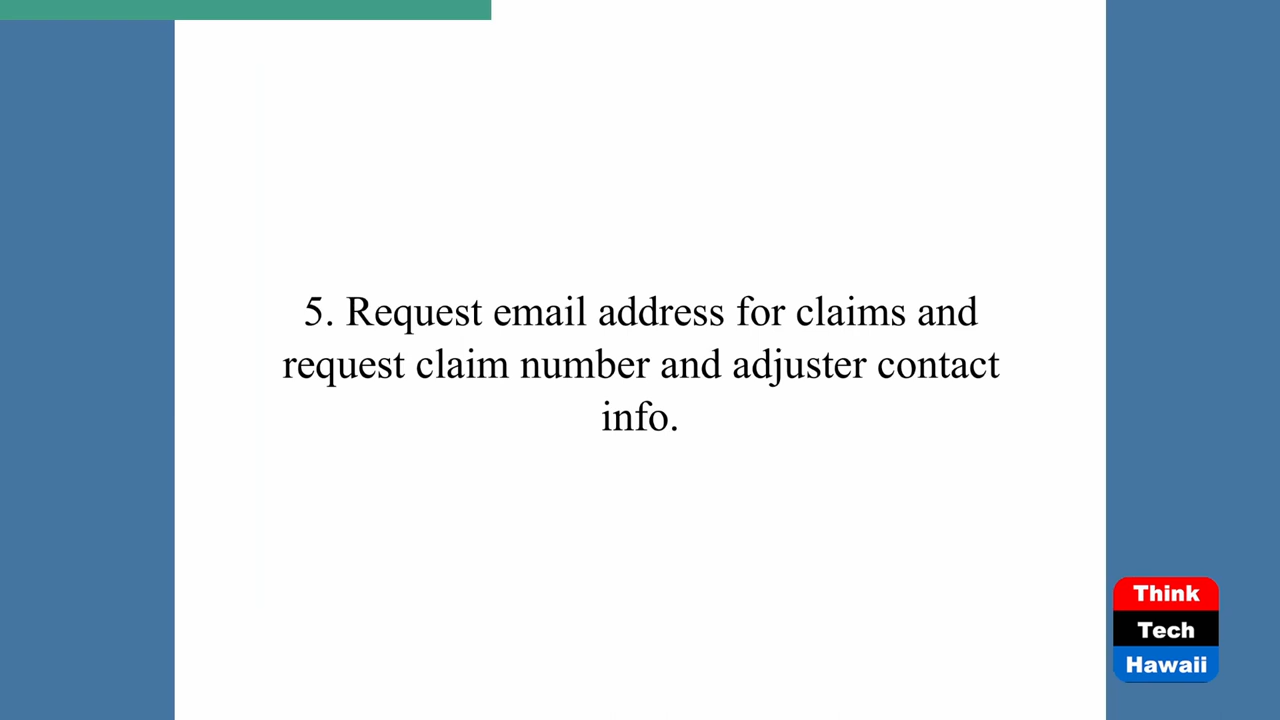 5. Request email address for claims and
request claim number and adjuster contact
info.
Think
Tech
Hawaii